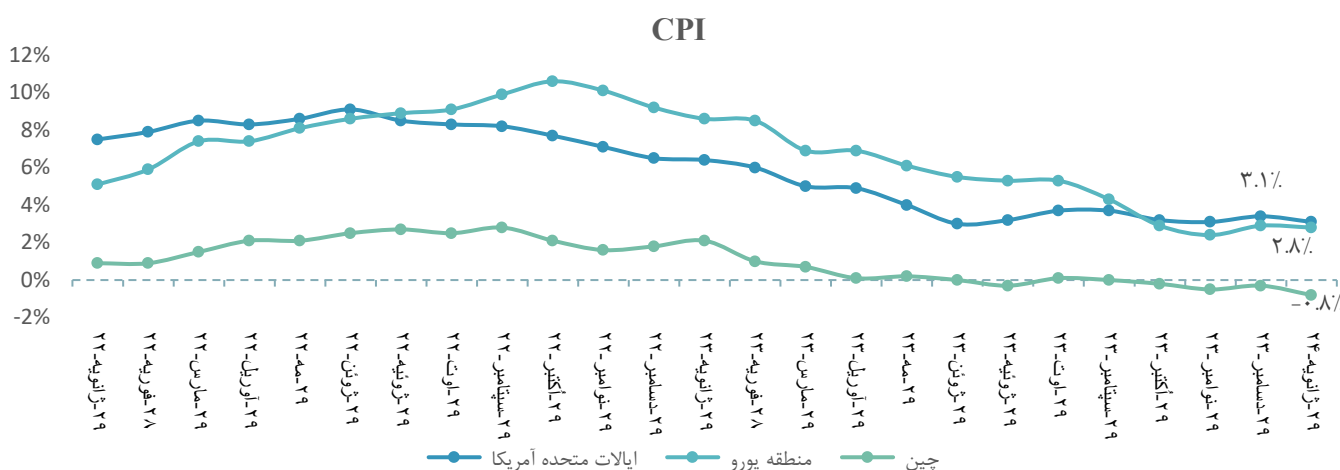 CPI
12%
10%
8%
6%
4%
2%
0%
-2%
۳.۱٪
۲.۸٪
-۰.۸٪
۲۹-ژانویه-۲۲
۲۸-فوریه-۲۲
۲۹-مارس-۲۲
۲۹-آوریل-۲۲
۲۹-مه-۲۲
۲۹-ژوئن-۲۲
۲۹-ژوئیه-۲۲
۲۹-اوت-۲۲
۲۹-سپتامبر-۲۲
۲۹-اُکتبر-۲۲
۲۹-نوامبر-۲۲
۲۹-دسامبر-۲۲
۲۹-ژانویه-۲۳
۲۸-فوریه-۲۳
۲۹-مارس-۲۳
۲۹-آوریل-۲۳
۲۹-مه-۲۳
۲۹-ژوئن-۲۳
۲۹-ژوئیه-۲۳
۲۹-اوت-۲۳
۲۹-سپتامبر-۲۳
۲۹-اُکتبر-۲۳
۲۹-نوامبر-۲۳
۲۹-دسامبر-۲۳
۲۹-ژانویه-۲۴
ایالات متحده آمریکا
منطقه یورو
چین